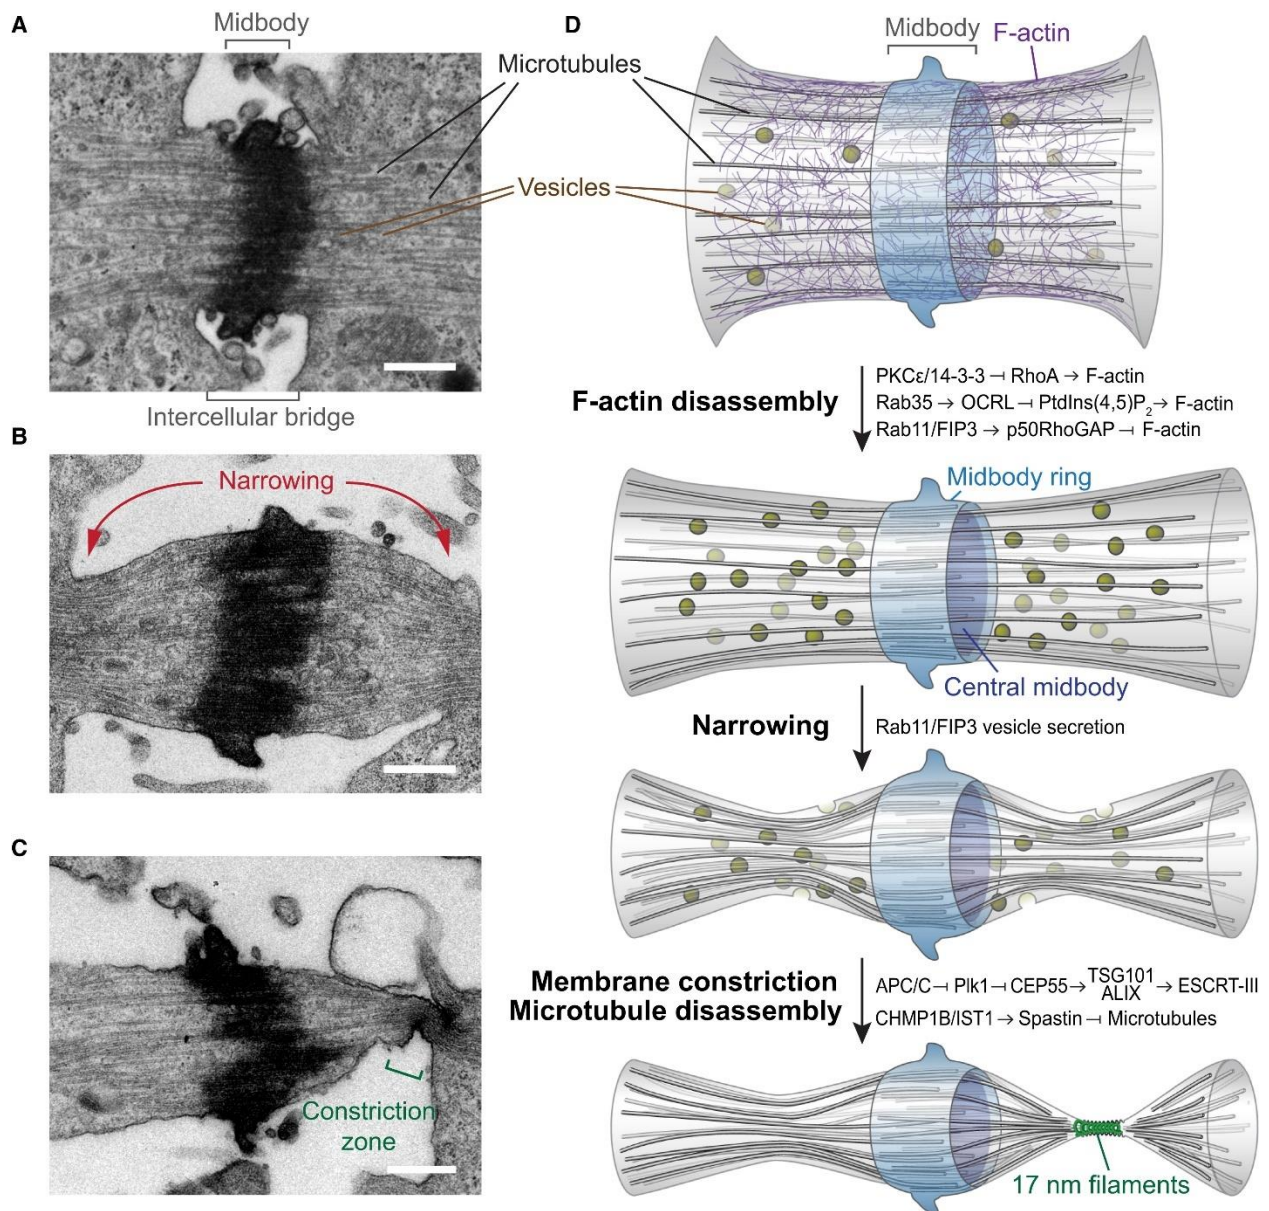 A
Midbody
Microtubules
Vesicles
Intercellular bridge
B
Narrowing
C
Constriction
zone
D
Midbody
F-actin
F-actin disassembly
PKCε/14-3-3 ⊣ RhoA → F-actin
Rab35 → OCRL ⊣ PtdIns(4,5)P₂ → F-actin
Rab11/FIP3 → p50RhoGAP ⊣ F-actin
Midbody ring
Central midbody
Narrowing
Rab11/FIP3 vesicle secretion
Membrane constriction
Microtubule disassembly
APC/C ⊣ Plk1 ⊣ CEP55 → TSG101 ALIX → ESCRT-III
CHMP1B/IST1 → Spastin ⊣ Microtubules
17 nm filaments